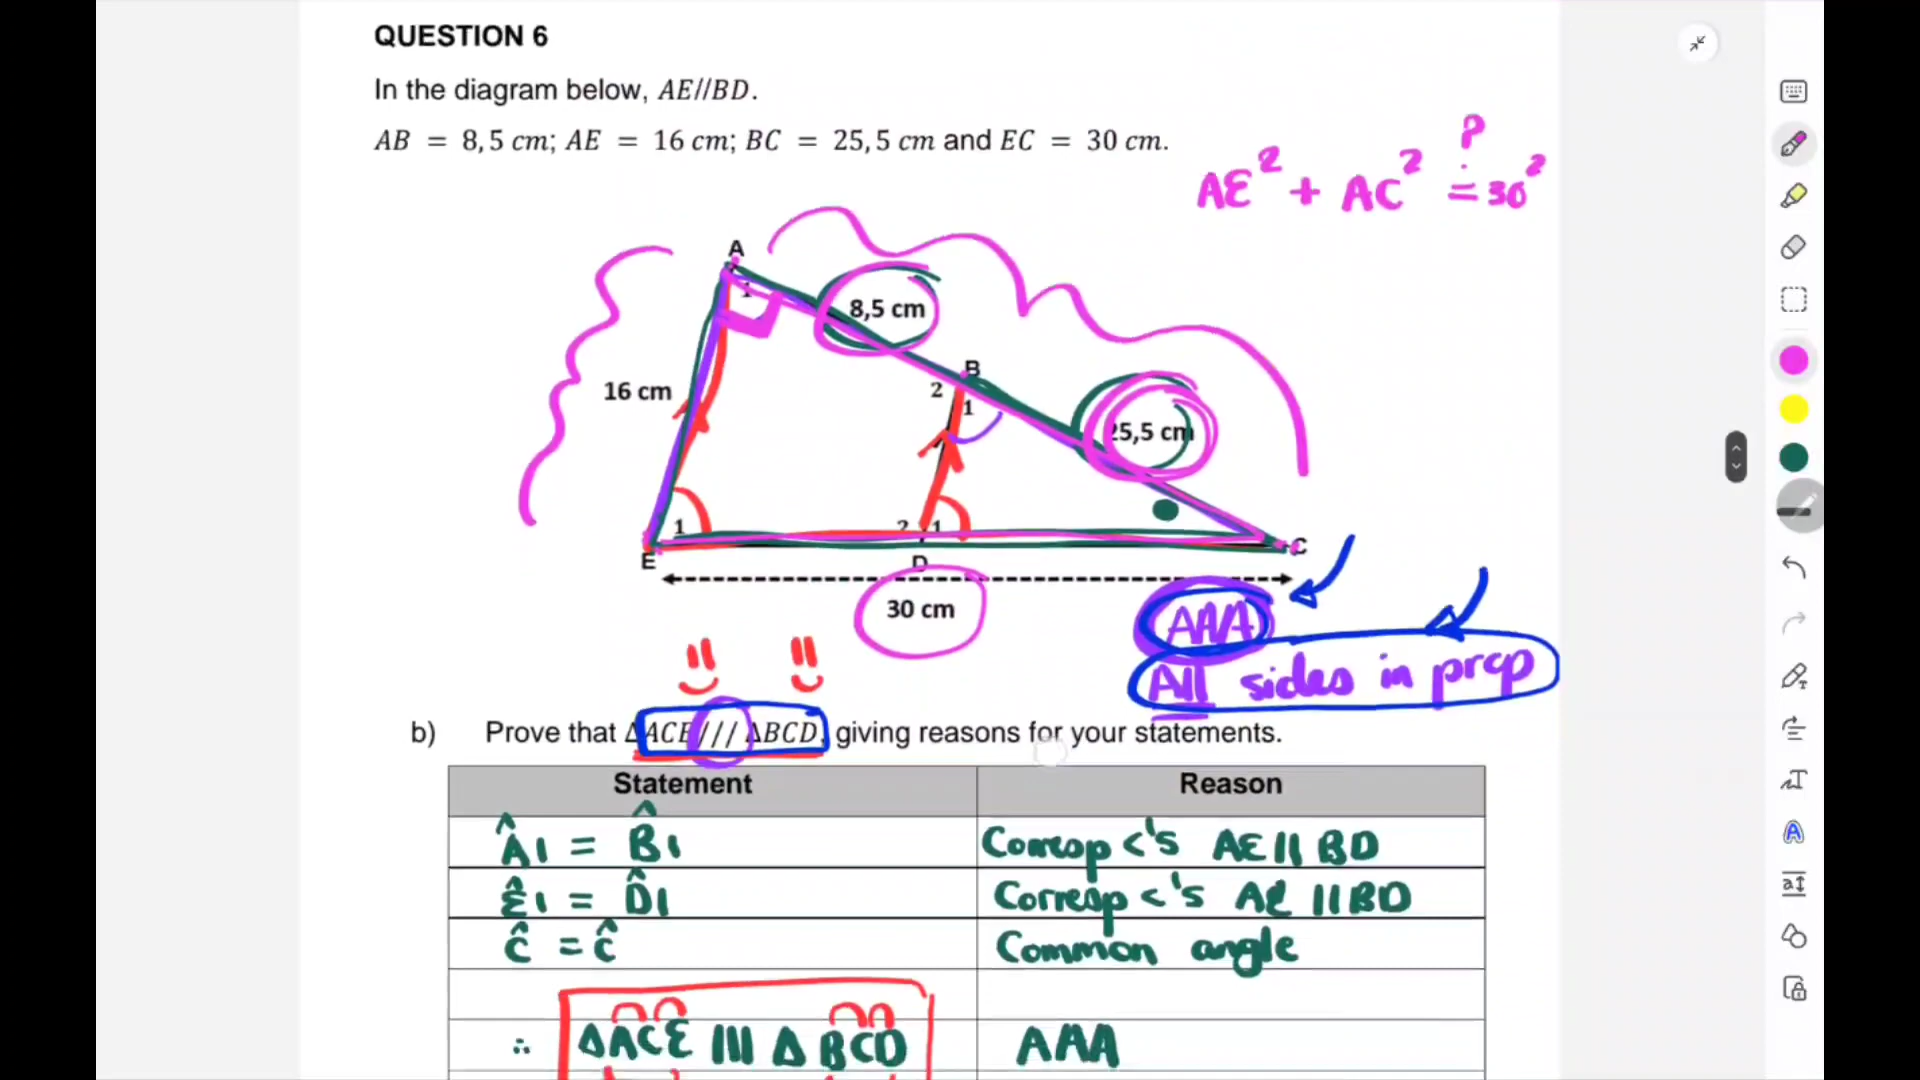 QUESTION 6
In the diagram below, AE//BD.
AB = 8,5 cm; AE = 16 cm; BC = 25,5 cm and EC = 30 cm.
AE² + AC² ?= 30²
A
1
8,5 cm
B
16 cm
2
1
25,5 cm
1
2 1
E
D
C
30 cm
AAA
All sides in prop
b) Prove that ΔACE /// ΔBCD, giving reasons for your statements.
Statement Reason
Â1 = B̂1 Corresp <'s AE || BD
Ê1 = D̂1 Corresp <'s AE || BD
Ĉ = Ĉ Common angle
∴ ΔACE ||| ΔBCD AAA